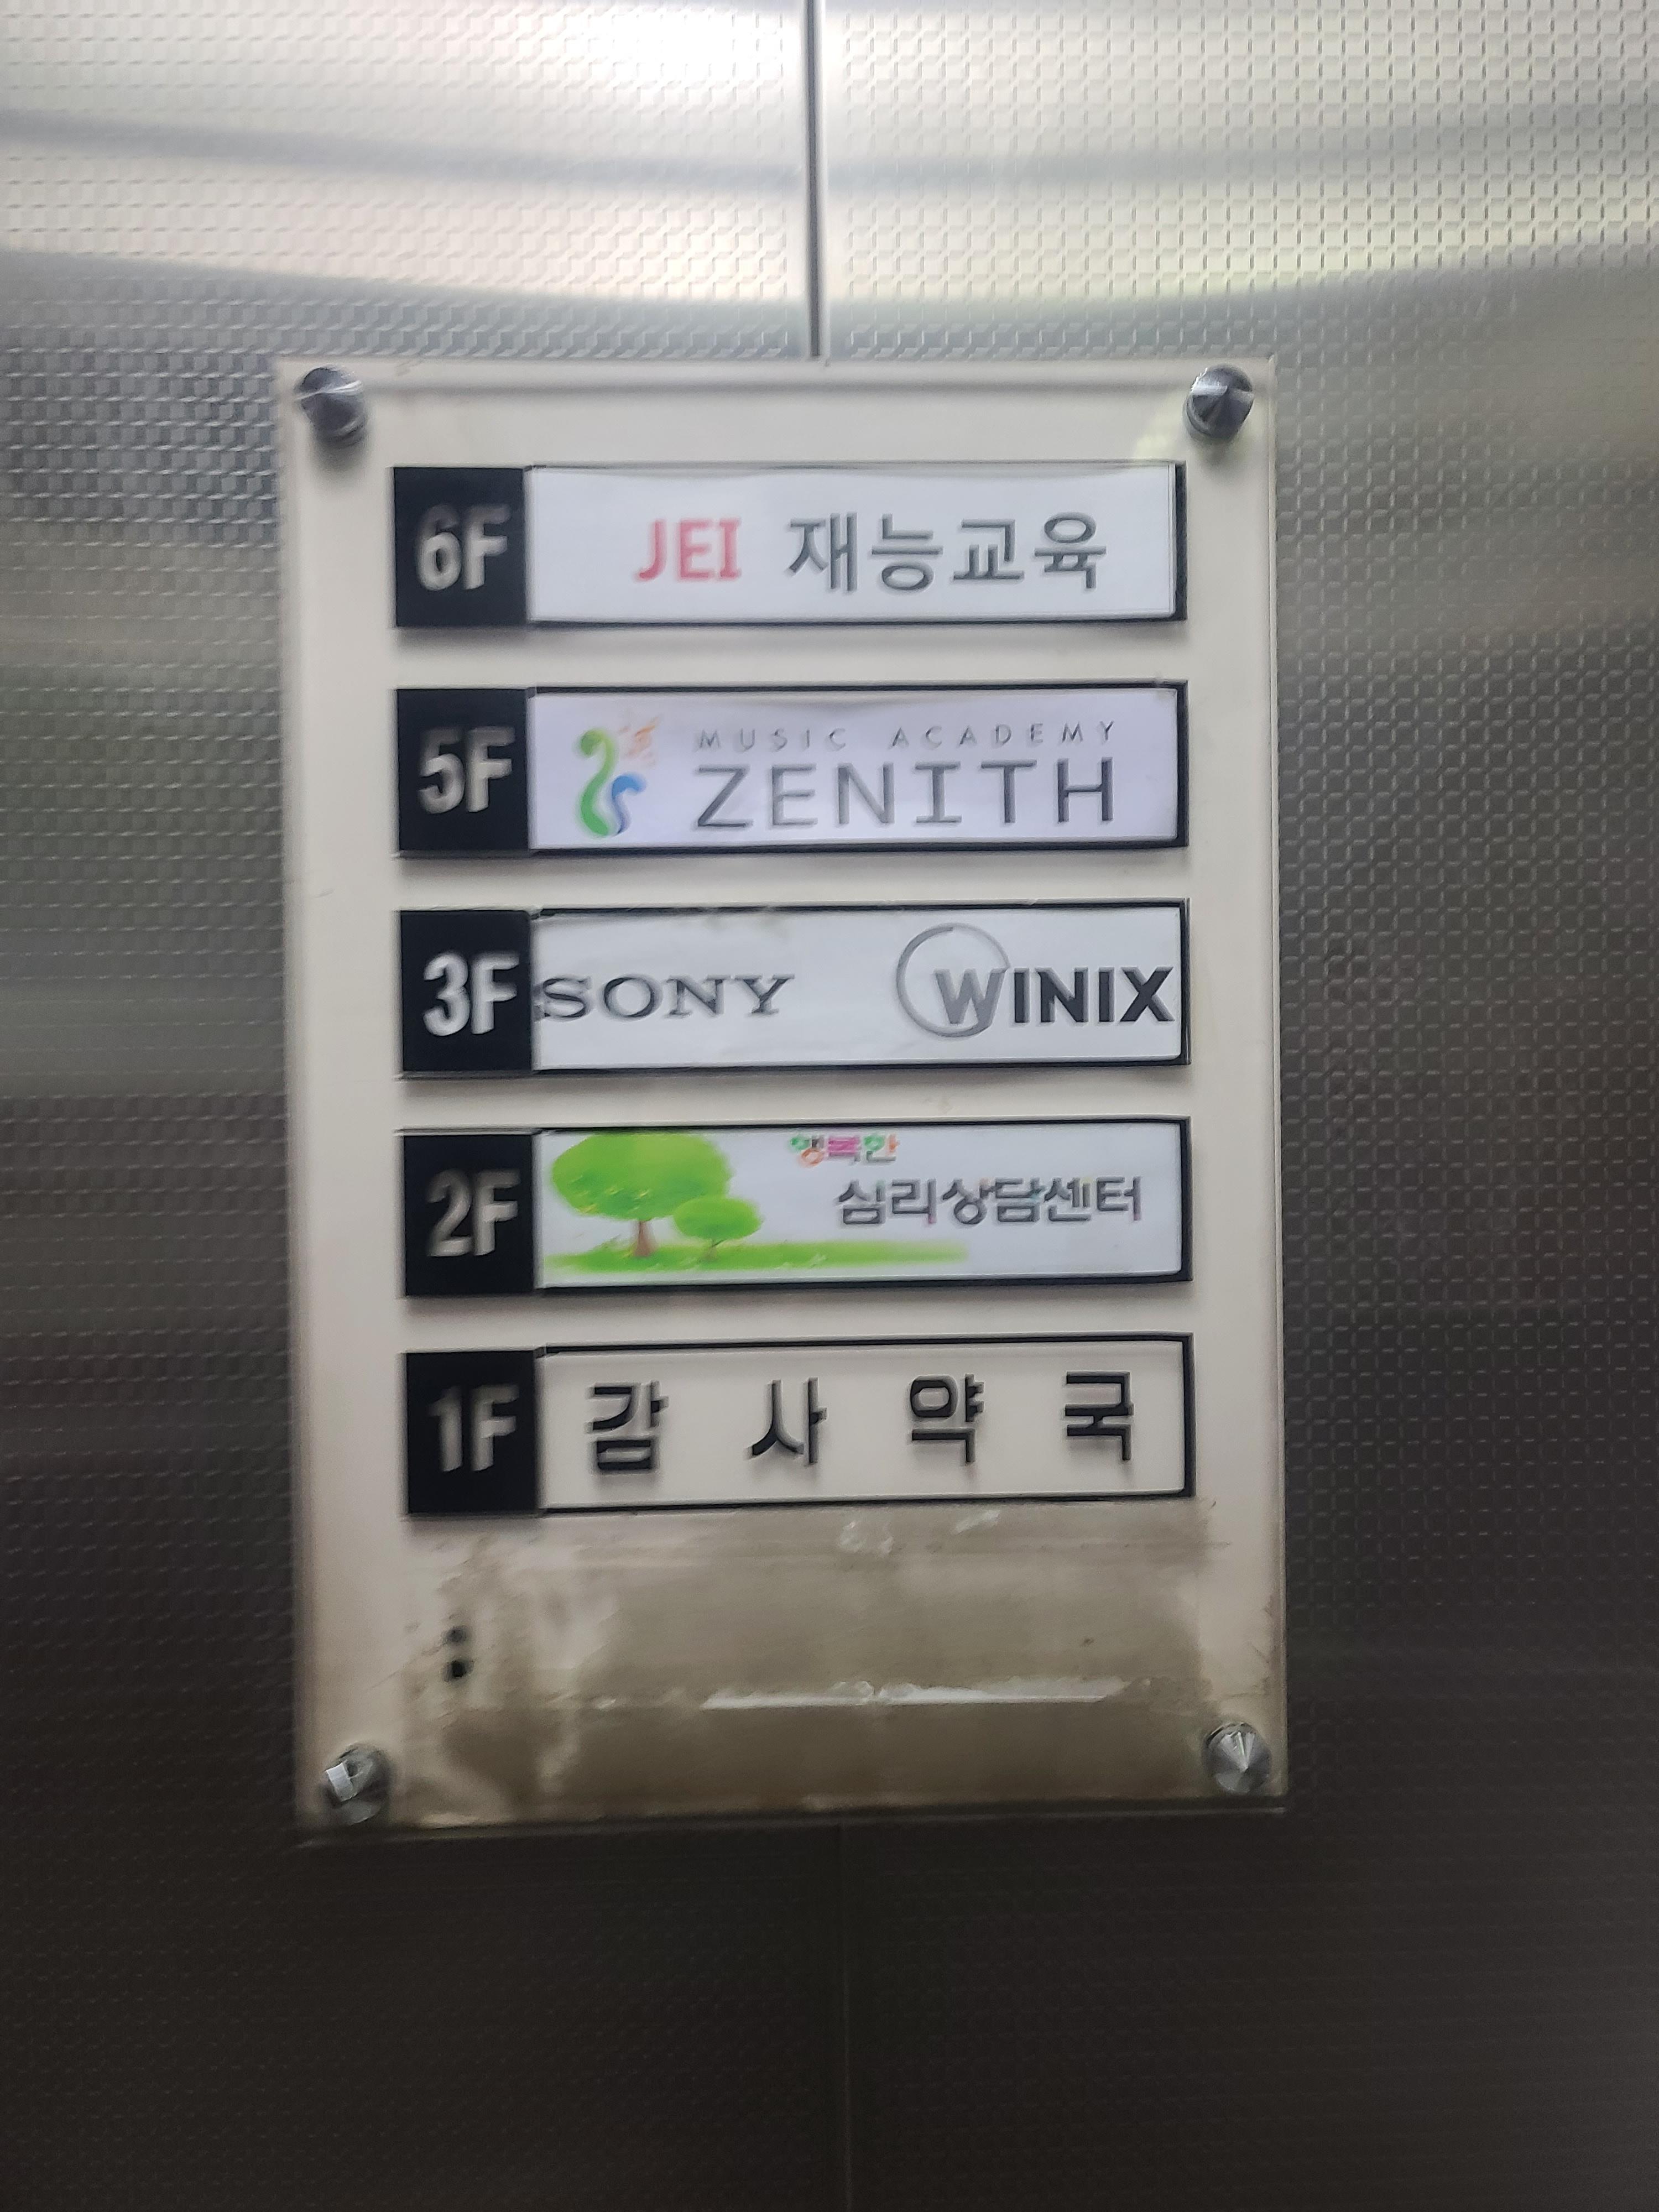 6F JEI 재능교육
5F MUSIC ACADEMY
ZENITH
3F SONY WINIX
2F 행복한
심리상담센터
1F 감사약국